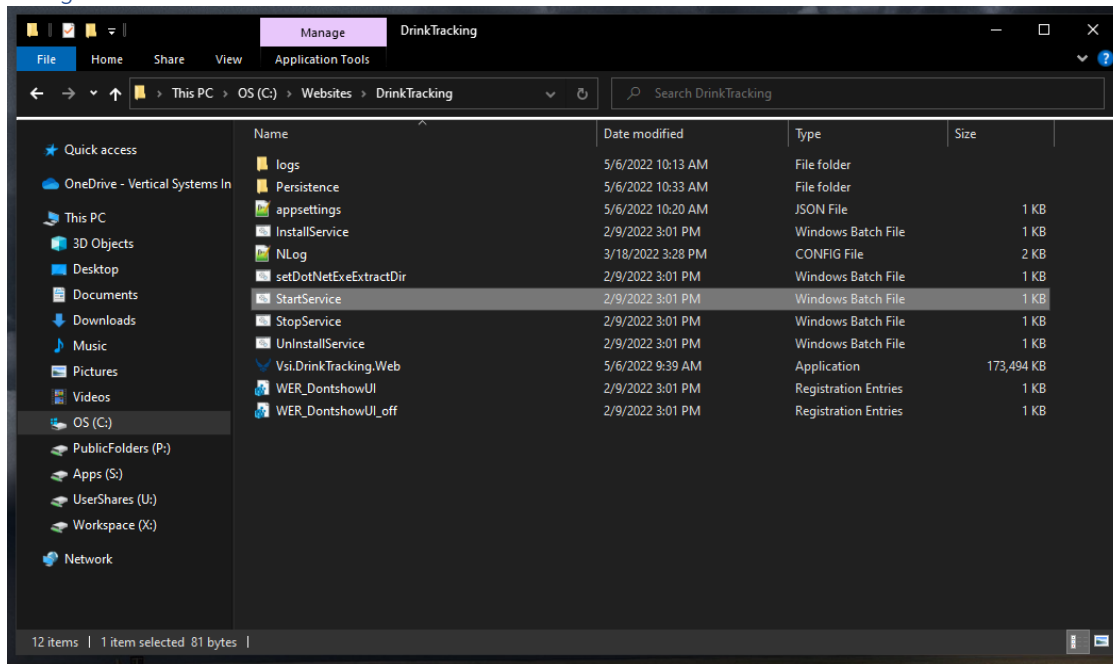 Manage
DrinkTracking
File
Home
Share
View
Application Tools
This PC > OS (C:) > Websites > DrinkTracking
Search DrinkTracking
Name
Date modified
Type
Size
Quick access
OneDrive - Vertical Systems In
This PC
3D Objects
Desktop
Documents
Downloads
Music
Pictures
Videos
OS (C:)
PublicFolders (P:)
Apps (S:)
UserShares (U:)
Workspace (X:)
Network
logs 5/6/2022 10:13 AM File folder
Persistence 5/6/2022 10:33 AM File folder
appsettings 5/6/2022 10:20 AM JSON File 1 KB
InstallService 2/9/2022 3:01 PM Windows Batch File 1 KB
NLog 3/18/2022 3:28 PM CONFIG File 2 KB
setDotNetExeExtractDir 2/9/2022 3:01 PM Windows Batch File 1 KB
StartService 2/9/2022 3:01 PM Windows Batch File 1 KB
StopService 2/9/2022 3:01 PM Windows Batch File 1 KB
UnInstallService 2/9/2022 3:01 PM Windows Batch File 1 KB
Vsi.DrinkTracking.Web 5/6/2022 9:39 AM Application 173,494 KB
WER_DontshowUI 2/9/2022 3:01 PM Registration Entries 1 KB
WER_DontshowUI_off 2/9/2022 3:01 PM Registration Entries 1 KB
12 items | 1 item selected 81 bytes |